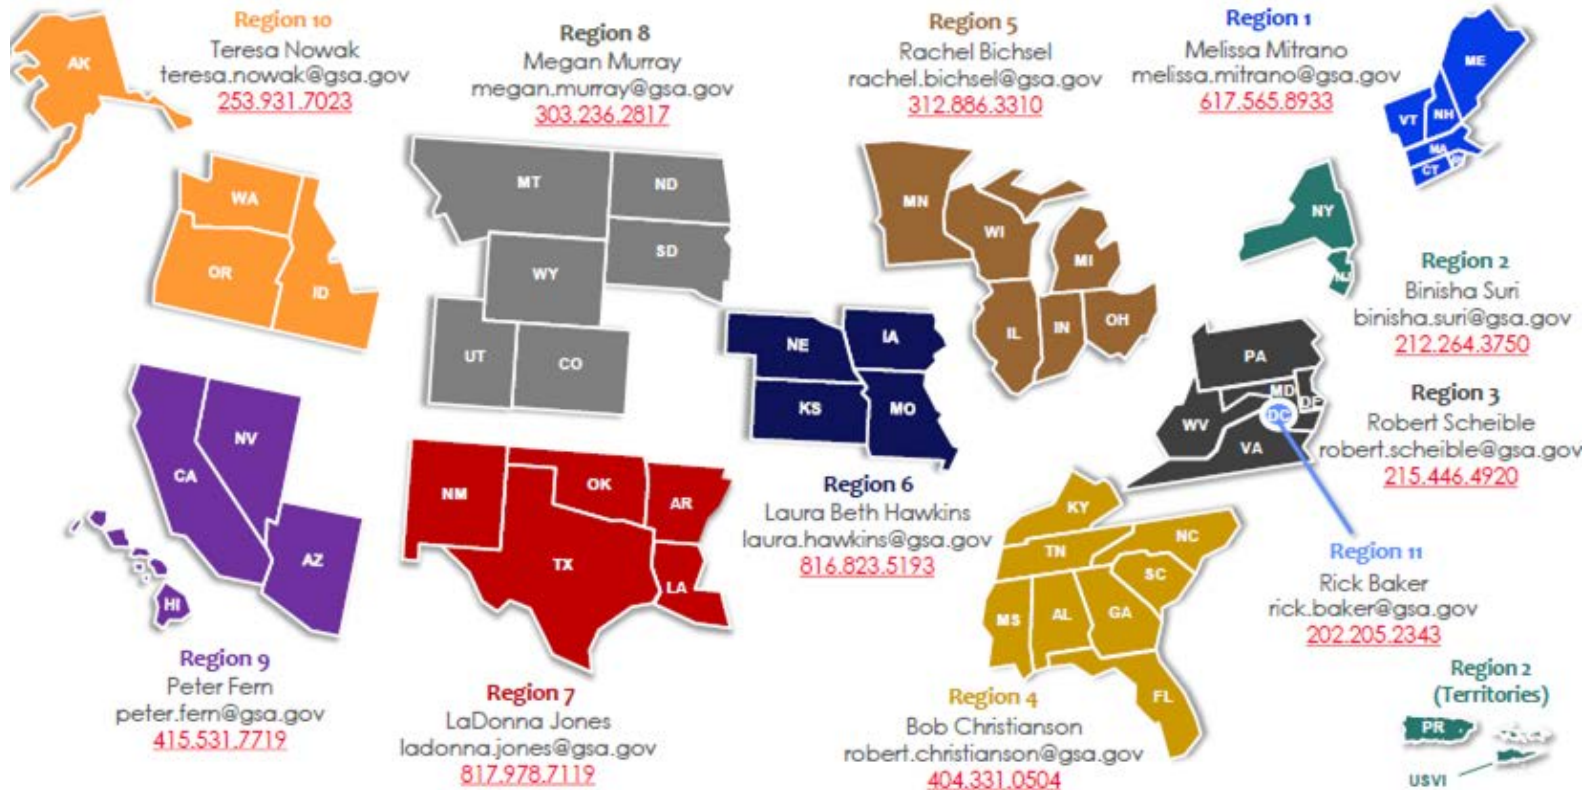 Region 10
Teresa Nowak
teresa.nowak@gsa.gov
253.931.7023
AK
WA
OR
ID
Region 8
Megan Murray
megan.murray@gsa.gov
303.236.2817
MT
ND
SD
WY
UT
CO
Region 5
Rachel Bichsel
rachel.bichsel@gsa.gov
312.886.3310
MN
WI
MI
IL
IN
OH
Region 1
Melissa Mitrano
melissa.mitrano@gsa.gov
617.565.8933
ME
VT
NH
MA
CT
NY
NJ
Region 2
Binisha Suri
binisha.suri@gsa.gov
212.264.3750
PA
MD
DE
DC
WV
VA
Region 3
Robert Scheible
robert.scheible@gsa.gov
215.446.4920
NE
IA
KS
MO
Region 6
Laura Beth Hawkins
laura.hawkins@gsa.gov
816.823.5193
NV
CA
AZ
HI
Region 9
Peter Fern
peter.fern@gsa.gov
415.531.7719
NM
OK
AR
TX
LA
Region 7
LaDonna Jones
ladonna.jones@gsa.gov
817.978.7119
KY
TN
NC
SC
MS
AL
GA
FL
Region 4
Bob Christianson
robert.christianson@gsa.gov
404.331.0504
Region 11
Rick Baker
rick.baker@gsa.gov
202.205.2343
Region 2
(Territories)
PR
USVI